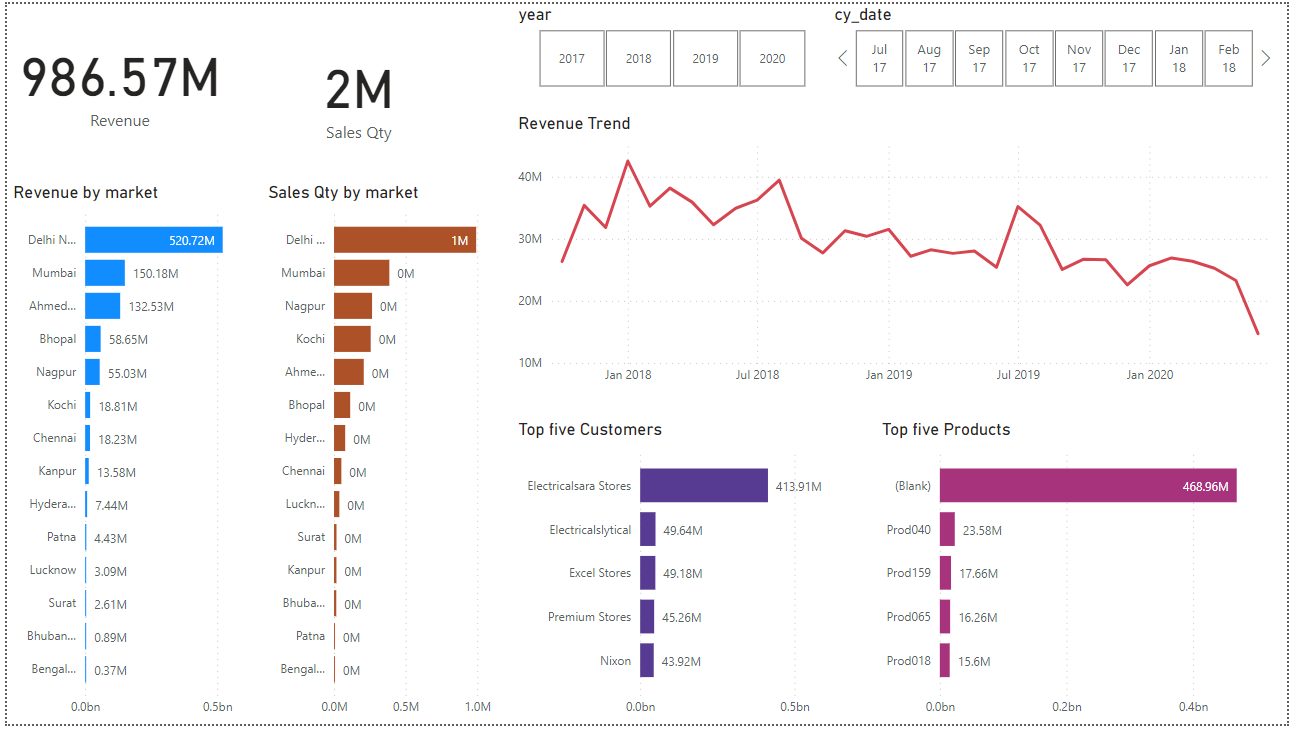 986.57M
Revenue
2M
Sales Qty
year
2017 2018 2019 2020
cy_date
Jul 17
Aug 17
Sep 17
Oct 17
Nov 17
Dec 17
Jan 18
Feb 18
Revenue by market
Delhi N... 520.72M
Mumbai 150.18M
Ahmed... 132.53M
Bhopal 58.65M
Nagpur 55.03M
Kochi 18.81M
Chennai 18.23M
Kanpur 13.58M
Hydera... 7.44M
Patna 4.43M
Lucknow 3.09M
Surat 2.61M
Bhuban... 0.89M
Bengal... 0.37M
0.0bn 0.5bn
Sales Qty by market
Delhi ... 1M
Mumbai 0M
Nagpur 0M
Kochi 0M
Ahme... 0M
Bhopal 0M
Hyder... 0M
Chennai 0M
Luckn... 0M
Surat 0M
Kanpur 0M
Bhuba... 0M
Patna 0M
Bengal... 0M
0.0M 0.5M 1.0M
Revenue Trend
40M
30M
20M
10M
Jan 2018 Jul 2018 Jan 2019 Jul 2019 Jan 2020
Top five Customers
Electricalsara Stores 413.91M
Electricalslytical 49.64M
Excel Stores 49.18M
Premium Stores 45.26M
Nixon 43.92M
0.0bn 0.5bn
Top five Products
(Blank) 468.96M
Prod040 23.58M
Prod159 17.66M
Prod065 16.26M
Prod018 15.6M
0.0bn 0.2bn 0.4bn